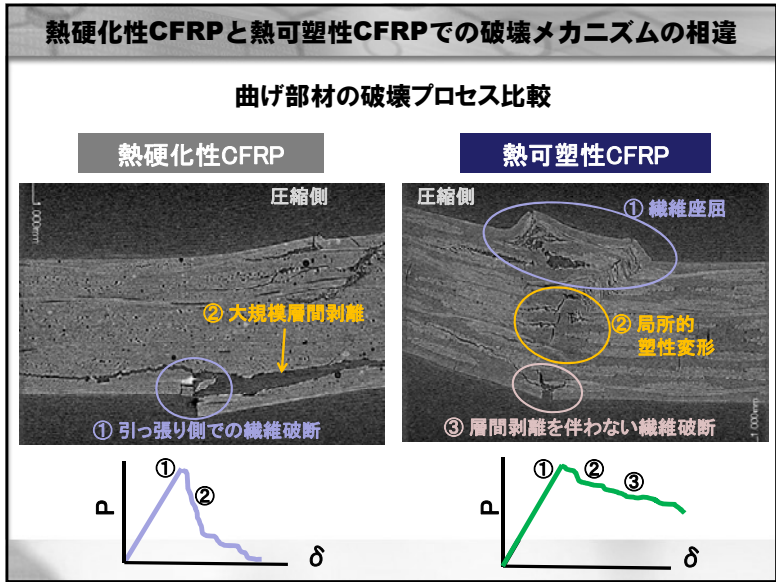 熱硬化性CFRPと熱可塑性CFRPでの破壊メカニズムの相違
曲げ部材の破壊プロセス比較
熱硬化性CFRP
圧縮側
② 大規模層間剥離
① 引っ張り側での繊維破断
P
①
②
δ
熱可塑性CFRP
圧縮側
① 繊維座屈
② 局所的
塑性変形
③ 層間剥離を伴わない繊維破断
1.000mm
P
①
②
③
δ